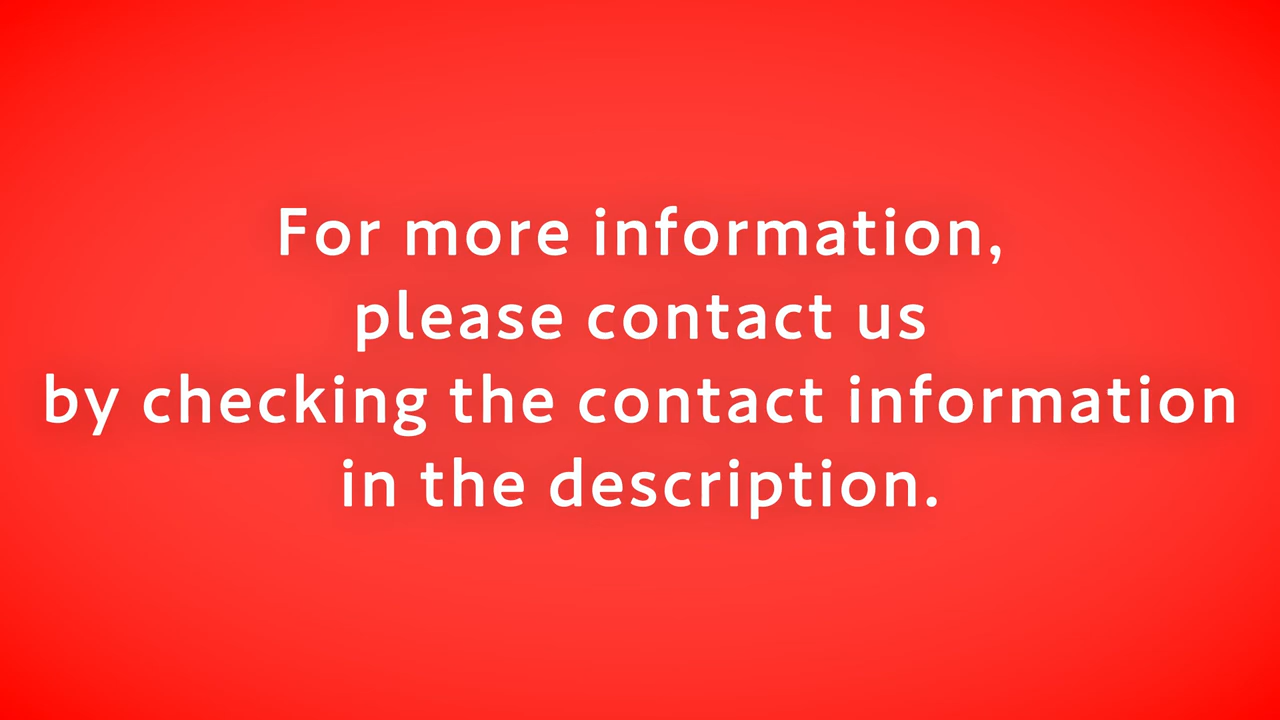 For more information,
please contact us
by checking the contact information
in the description.